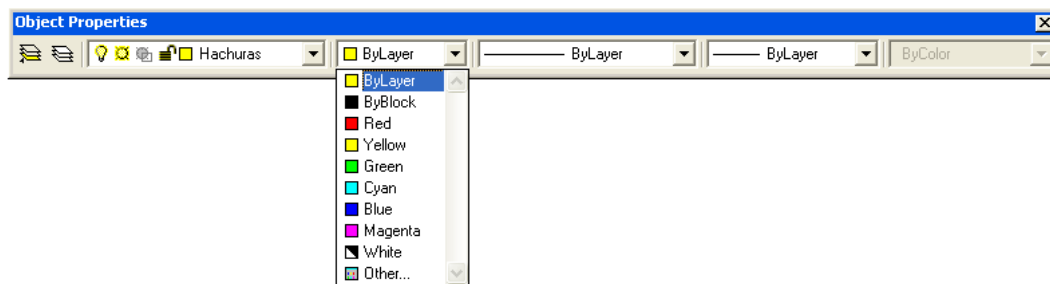 Object Properties
Hachuras ByLayer ByLayer ByLayer ByColor
ByLayer
ByBlock
Red
Yellow
Green
Cyan
Blue
Magenta
White
Other...